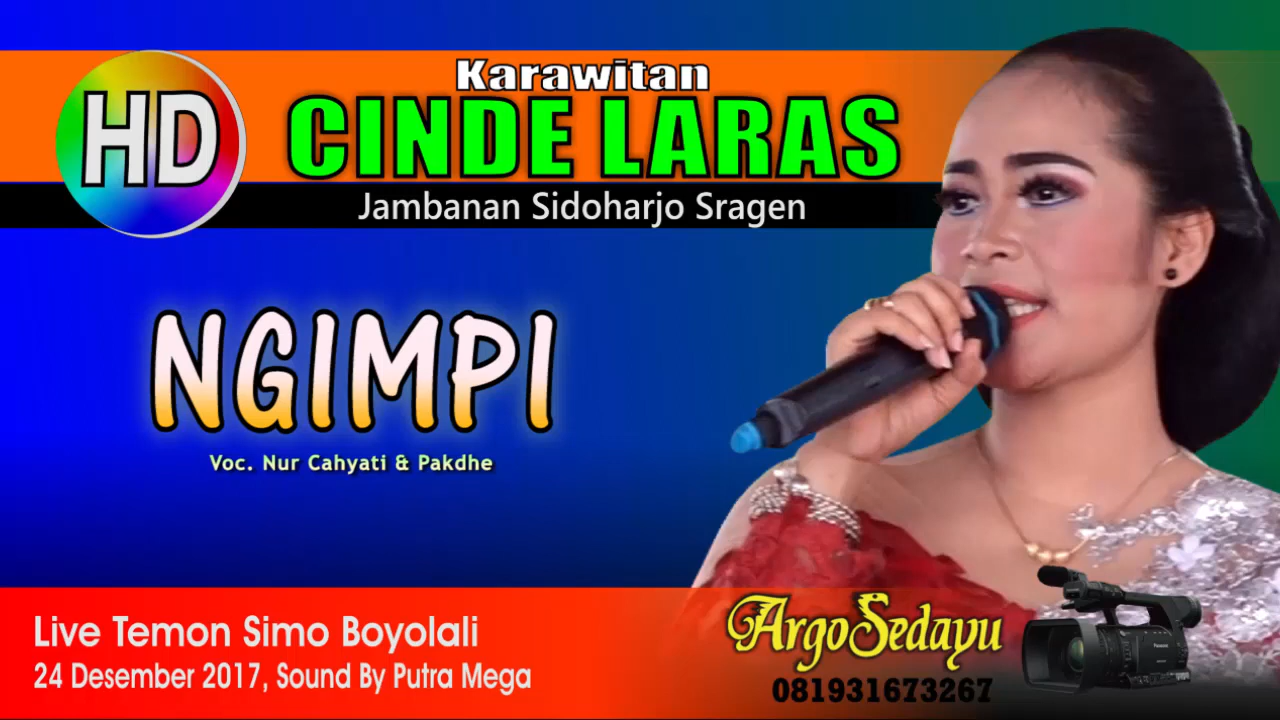 HD
Karawitan
CINDE LARAS
Jambanan Sidoharjo Sragen
NGIMPI
Voc. Nur Cahyati & Pakdhe
Live Temon Simo Boyolali
24 Desember 2017, Sound By Putra Mega
ArgoSedayu
081931673267
Panasonic